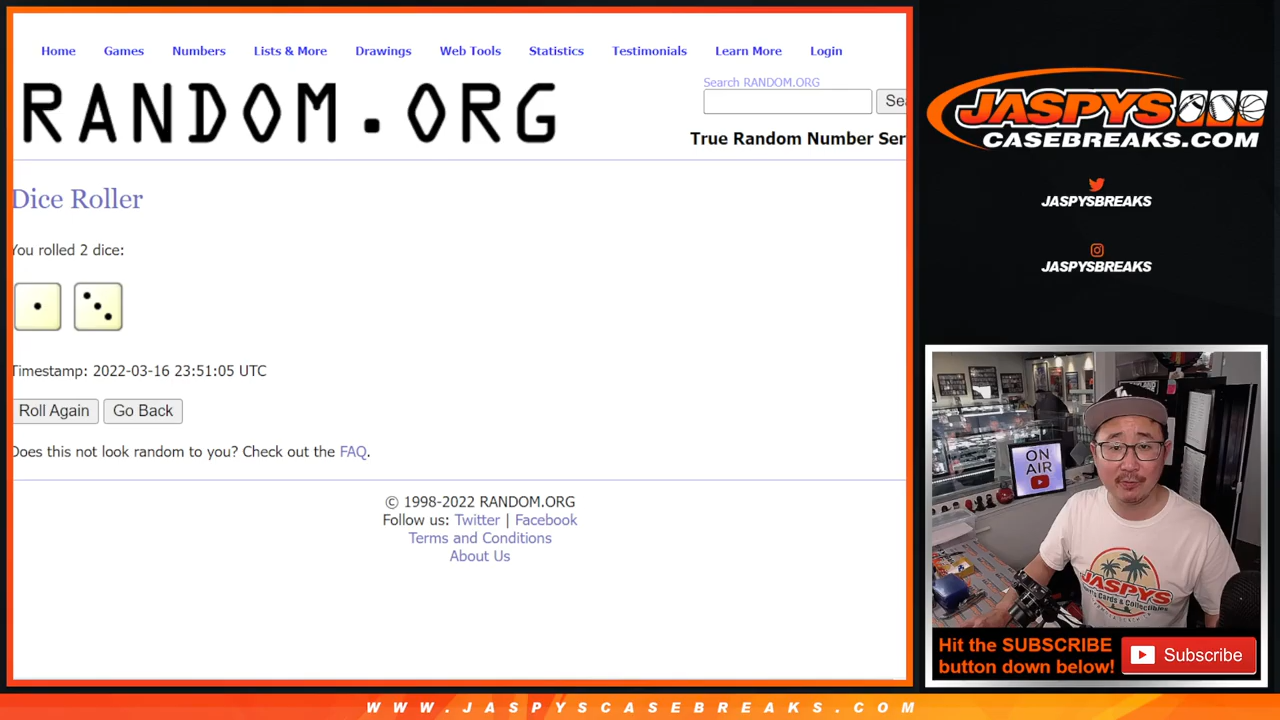 Home Games Numbers Lists & More Drawings Web Tools Statistics Testimonials Learn More Login
RANDOM.ORG
Search RANDOM.ORG
Sea
True Random Number Ser
Dice Roller
You rolled 2 dice:
Timestamp: 2022-03-16 23:51:05 UTC
Roll Again Go Back
Does this not look random to you? Check out the FAQ.
© 1998-2022 RANDOM.ORG
Follow us: Twitter | Facebook
Terms and Conditions
About Us
JASPYS
CASEBREAKS.COM
JASPYSBREAKS
JASPYSBREAKS
ON
AIR
JASPYS
Hit the SUBSCRIBE
button down below!
Subscribe
WWW.JASPYSCASEBREAKS.COM